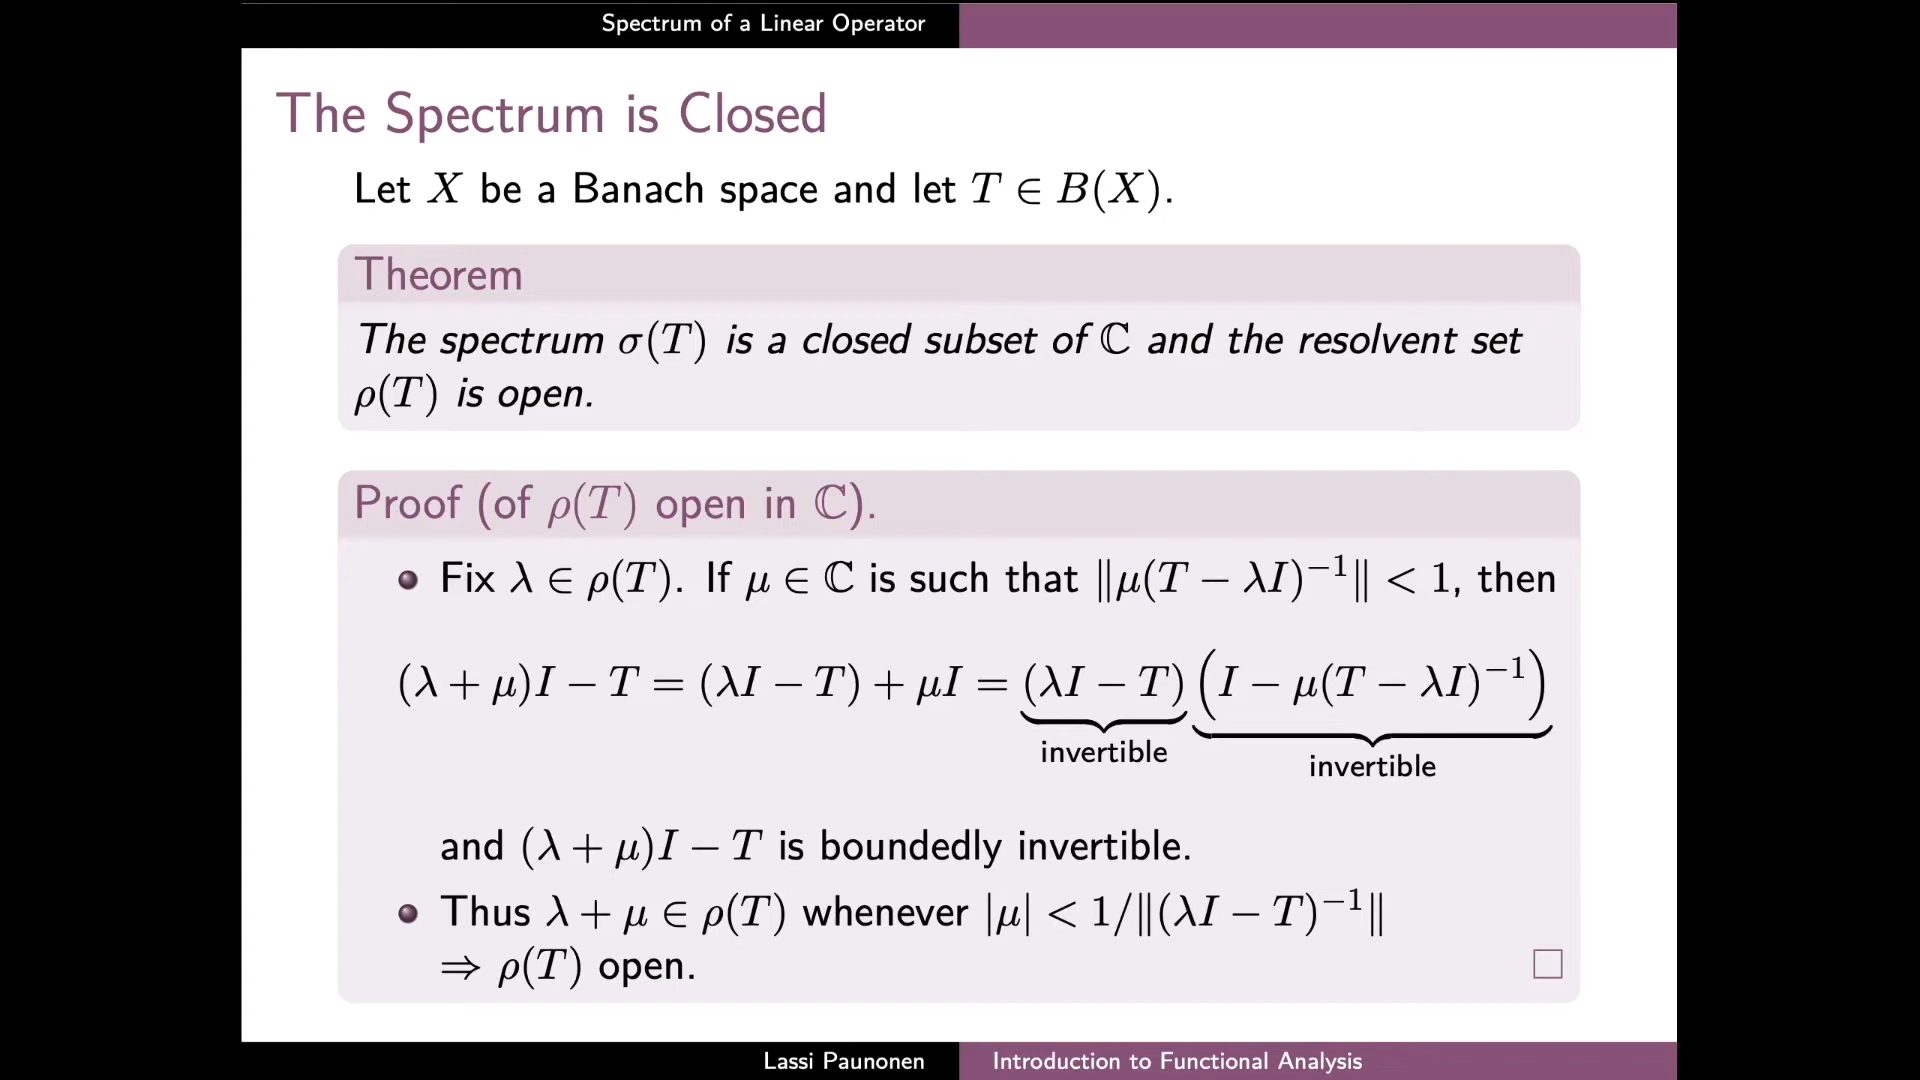 Spectrum of a Linear Operator
The Spectrum is Closed
Let X be a Banach space and let T ∈ B(X).
Theorem
The spectrum σ(T) is a closed subset of ℂ and the resolvent set
ρ(T) is open.
Proof (of ρ(T) open in ℂ).
Fix λ ∈ ρ(T). If μ ∈ ℂ is such that ‖μ(T − λI)⁻¹‖ < 1, then
(λ + μ)I − T = (λI − T) + μI = (λI − T) (I − μ(T − λI)⁻¹)
invertible invertible
and (λ + μ)I − T is boundedly invertible.
Thus λ + μ ∈ ρ(T) whenever |μ| < 1/‖(λI − T)⁻¹‖
⇒ ρ(T) open. □
Lassi Paunonen Introduction to Functional Analysis